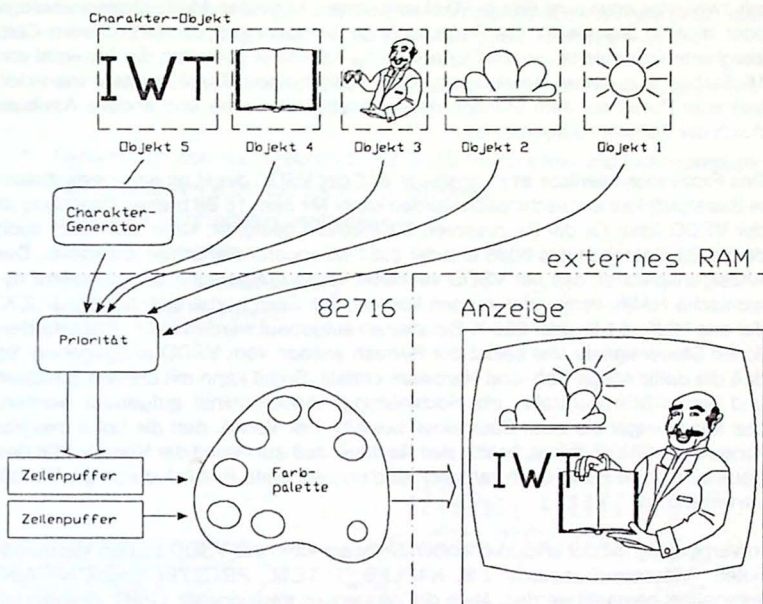 Charakter-Objekt
IWT
Objekt 5
Objekt 4
Objekt 3
Objekt 2
Objekt 1
Charakter-
Generator
externes RAM
82716
Anzeige
Priorität
Farb-
palette
Zeilenpuffer
Zeilenpuffer
IWT